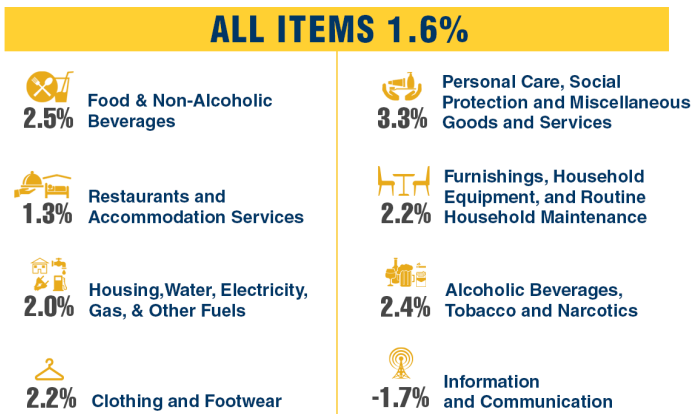 ALL ITEMS 1.6%
2.5%
Food & Non-Alcoholic
Beverages
1.3%
Restaurants and
Accommodation Services
2.0%
Housing,Water, Electricity,
Gas, & Other Fuels
2.2%
Clothing and Footwear
3.3%
Personal Care, Social
Protection and Miscellaneous
Goods and Services
2.2%
Furnishings, Household
Equipment, and Routine
Household Maintenance
2.4%
Alcoholic Beverages,
Tobacco and Narcotics
-1.7%
Information
and Communication